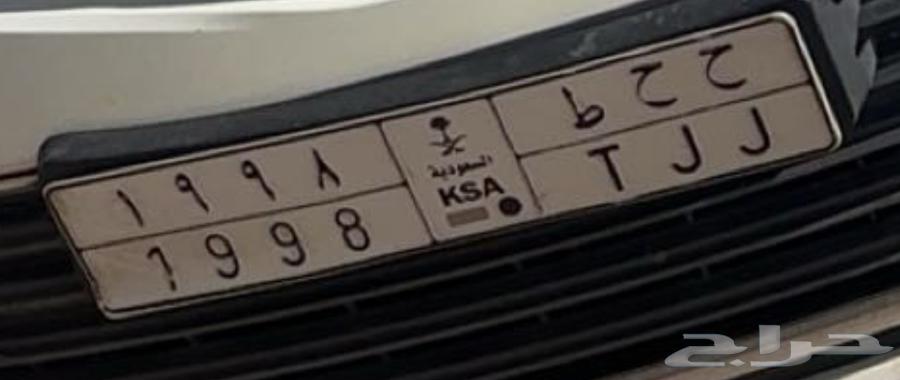 ١٩٩٨
1998
السعودية
KSA
ح ح ط
T J J
حراج